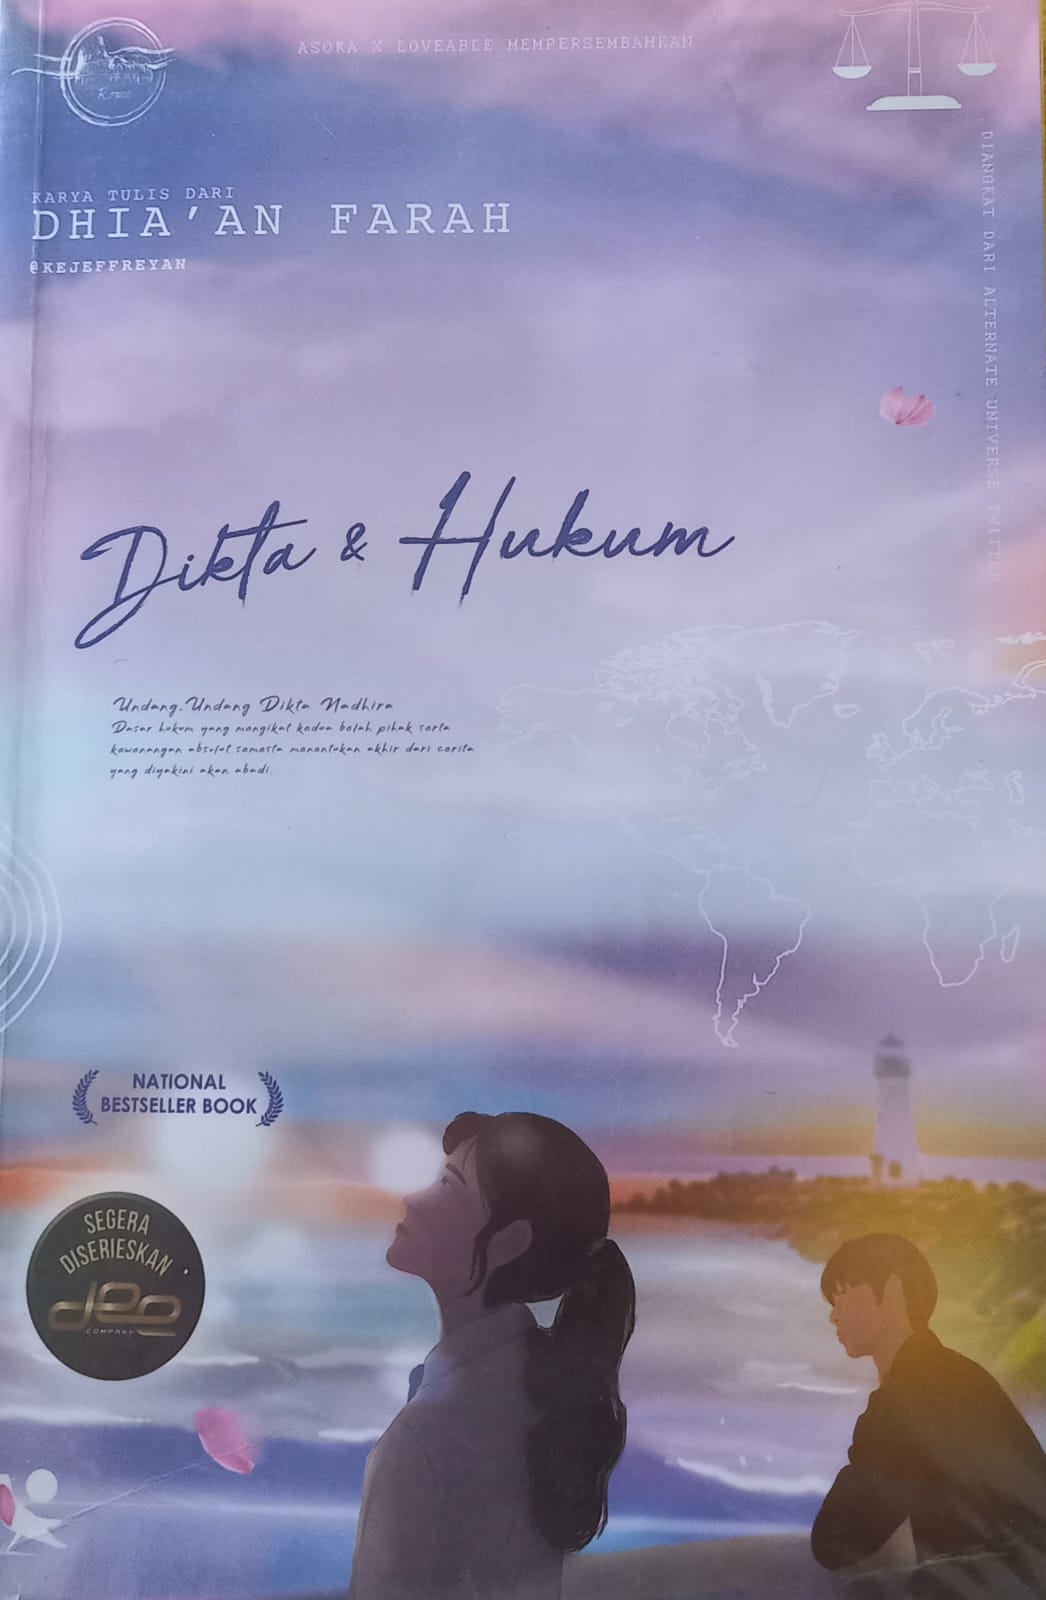 ASOKA X LOVEABLE MEMPERSEMBAHKAN
Roma
KARYA TULIS DARI
DHIA'AN FARAH
@KEJEFFREYAN
DIANGKAT DARI ALTERNATE UNIVERSE TWITTER
Dikta & Hukum
Undang-Undang Dikta Nadhira
Dasar hukum yang mengikat kedua belah pihak serta
kewenangan absolut semesta menentukan akhir dari cerita
yang diyakini akan abadi.
NATIONAL
BESTSELLER BOOK
SEGERA
DISERIESKAN
dee
COMPANY